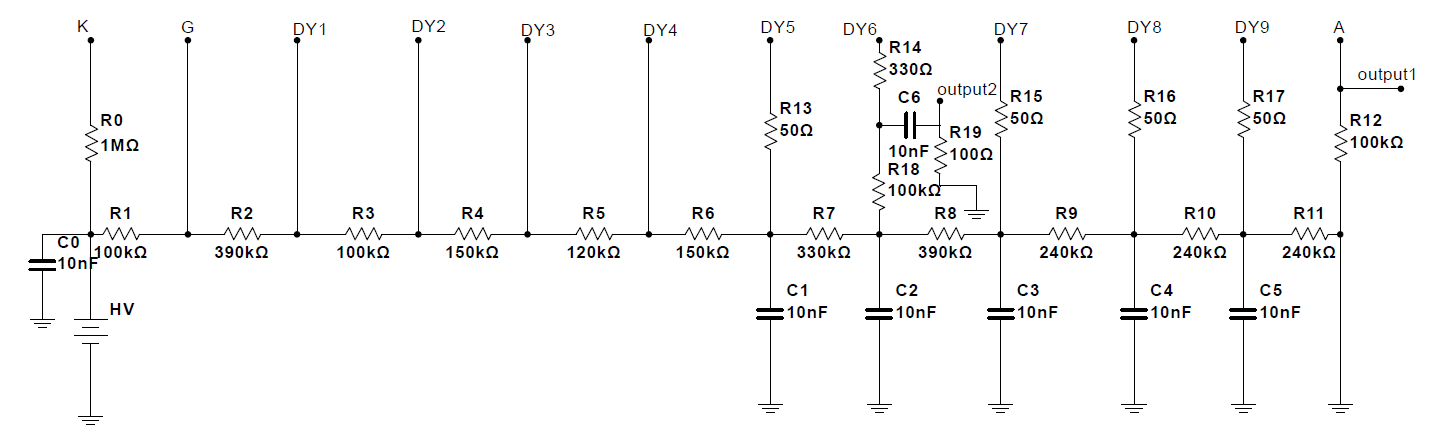 K
G
DY1
DY2
DY3
DY4
DY5
DY6
DY7
DY8
DY9
A
R14
330Ω
output1
C6
output2
R0
1MΩ
R13
50Ω
R15
50Ω
R16
50Ω
R17
50Ω
R12
100kΩ
R19
100Ω
10nF
R18
100kΩ
R1
R2
R3
R4
R5
R6
R7
R8
R9
R10
R11
C0
10nF
100kΩ
390kΩ
100kΩ
150kΩ
120kΩ
150kΩ
330kΩ
390kΩ
240kΩ
240kΩ
240kΩ
HV
C1
10nF
C2
10nF
C3
10nF
C4
10nF
C5
10nF